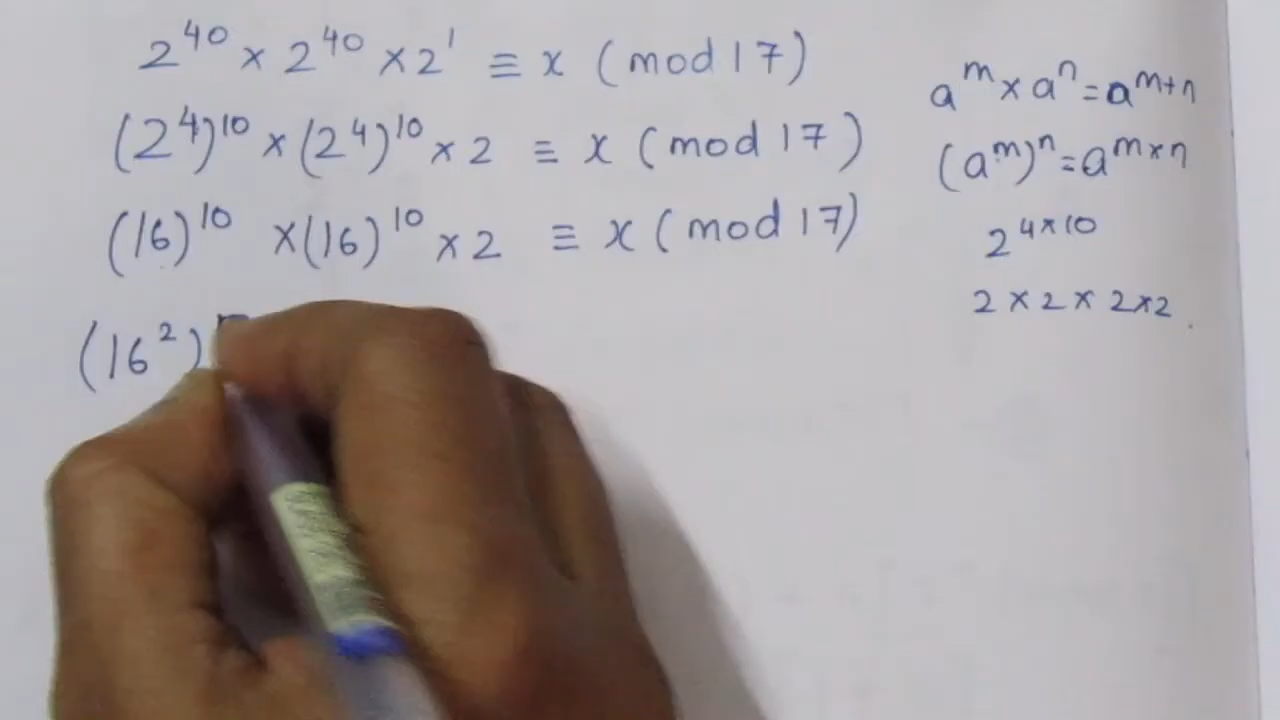 2^40 × 2^40 × 2^1 ≡ x (mod 17)
(2^4)^10 × (2^4)^10 × 2 ≡ x (mod 17)
(16)^10 × (16)^10 × 2 ≡ x (mod 17)
(16^2)
a^m × a^n = a^m+n
(a^m)^n = a^m×n
2^4×10
2 × 2 × 2 × 2